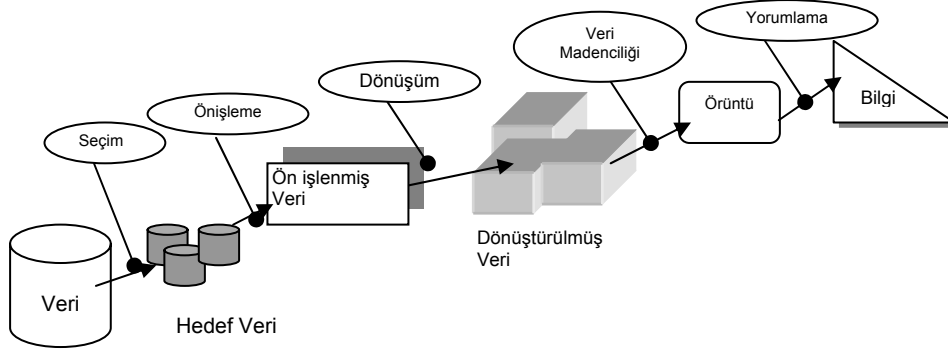 Seçim
Önişleme
Dönüşüm
Veri
Madenciliği
Yorumlama
Veri
Hedef Veri
Ön işlenmiş
Veri
Dönüştürülmüş
Veri
Örüntü
Bilgi